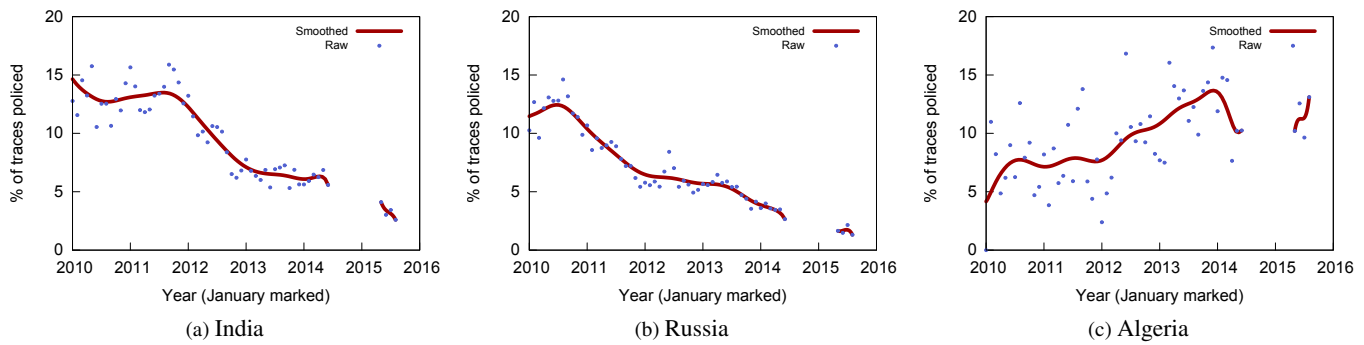 20
15
10
5
0
% of traces policed
Smoothed
Raw
2010 2011 2012 2013 2014 2015 2016
Year (January marked)
(a) India
20
15
10
5
0
% of traces policed
Smoothed
Raw
2010 2011 2012 2013 2014 2015 2016
Year (January marked)
(b) Russia
20
15
10
5
0
% of traces policed
Smoothed
Raw
2010 2011 2012 2013 2014 2015 2016
Year (January marked)
(c) Algeria